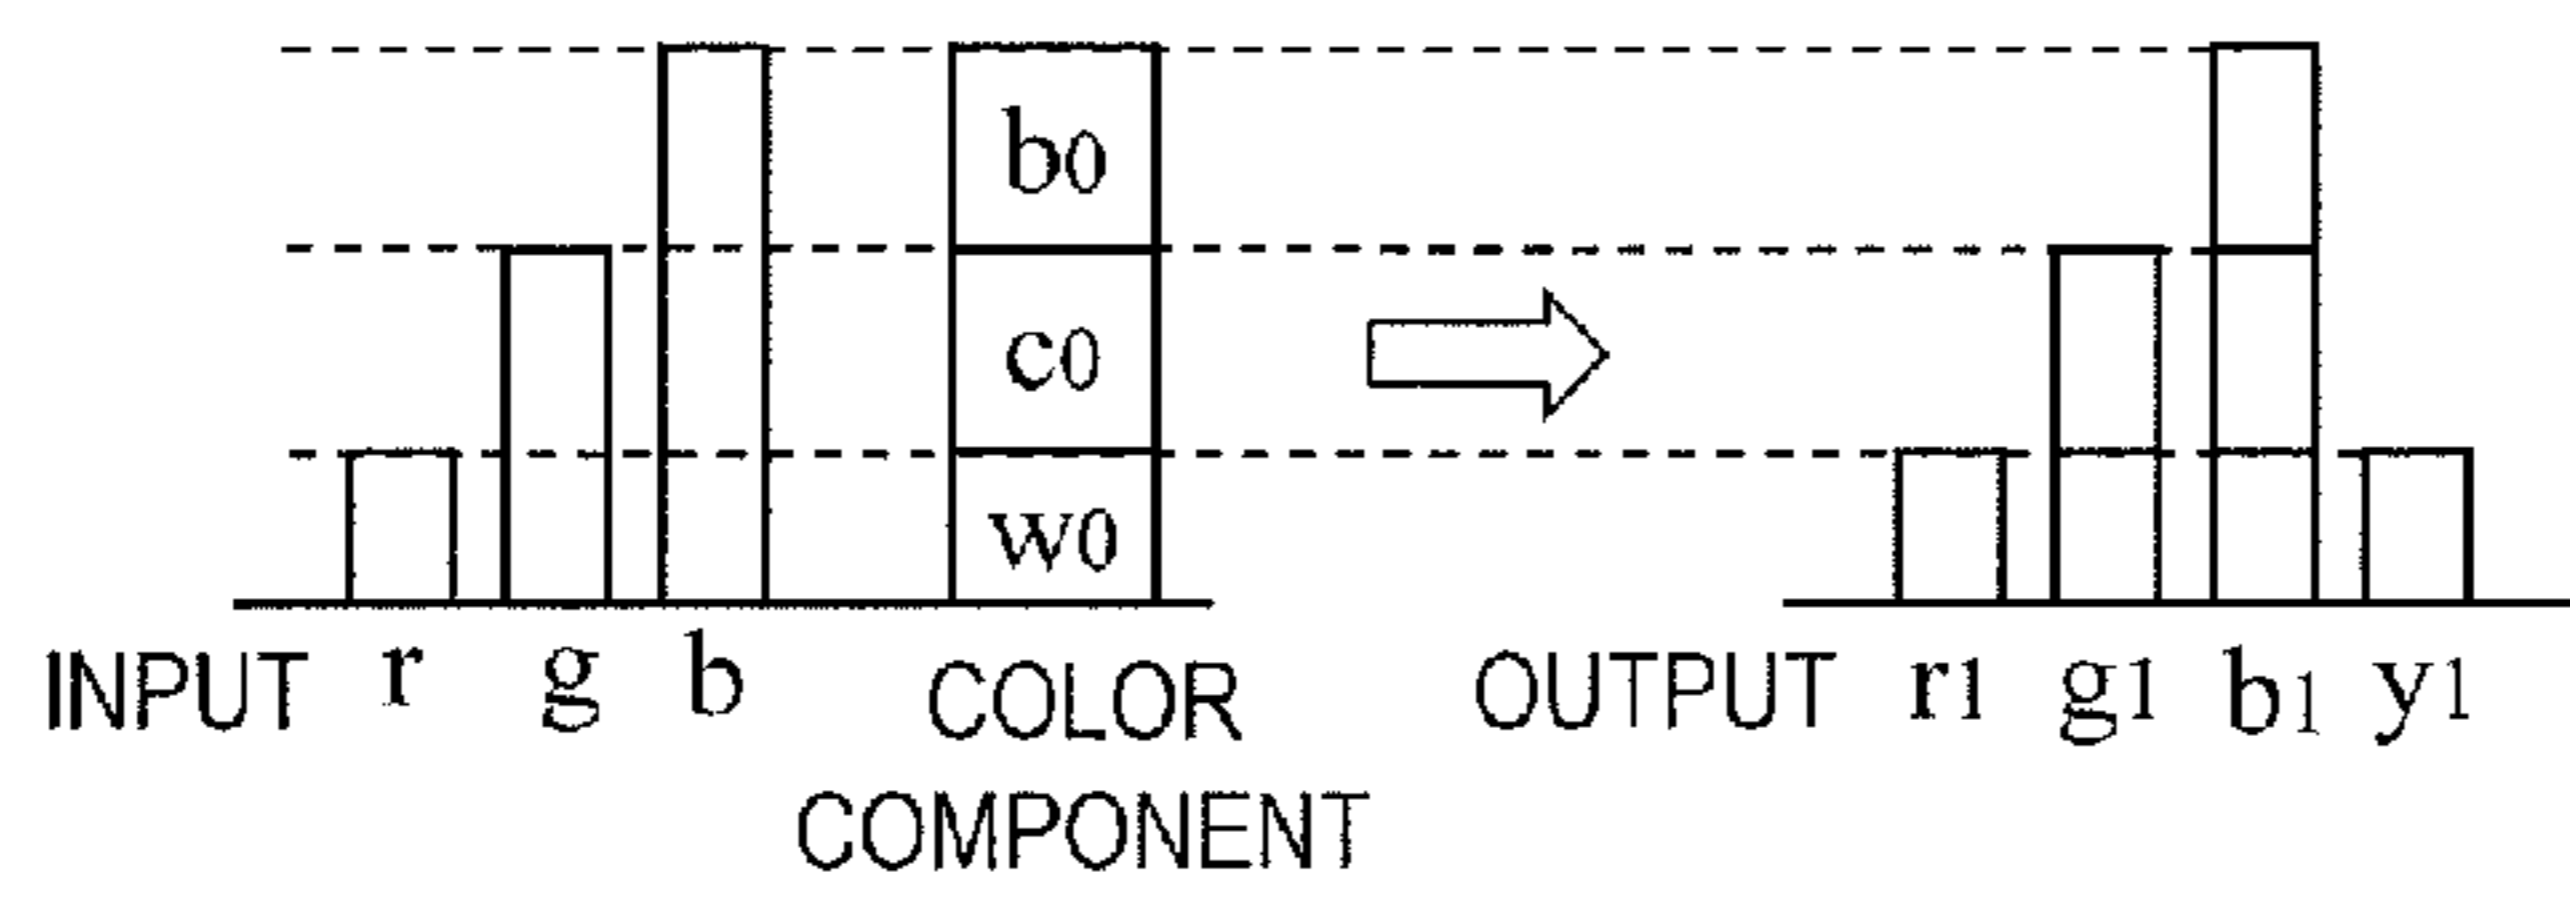 b0
c0
w0
INPUT r g b COLOR COMPONENT
OUTPUT r1 g1 b1 y1